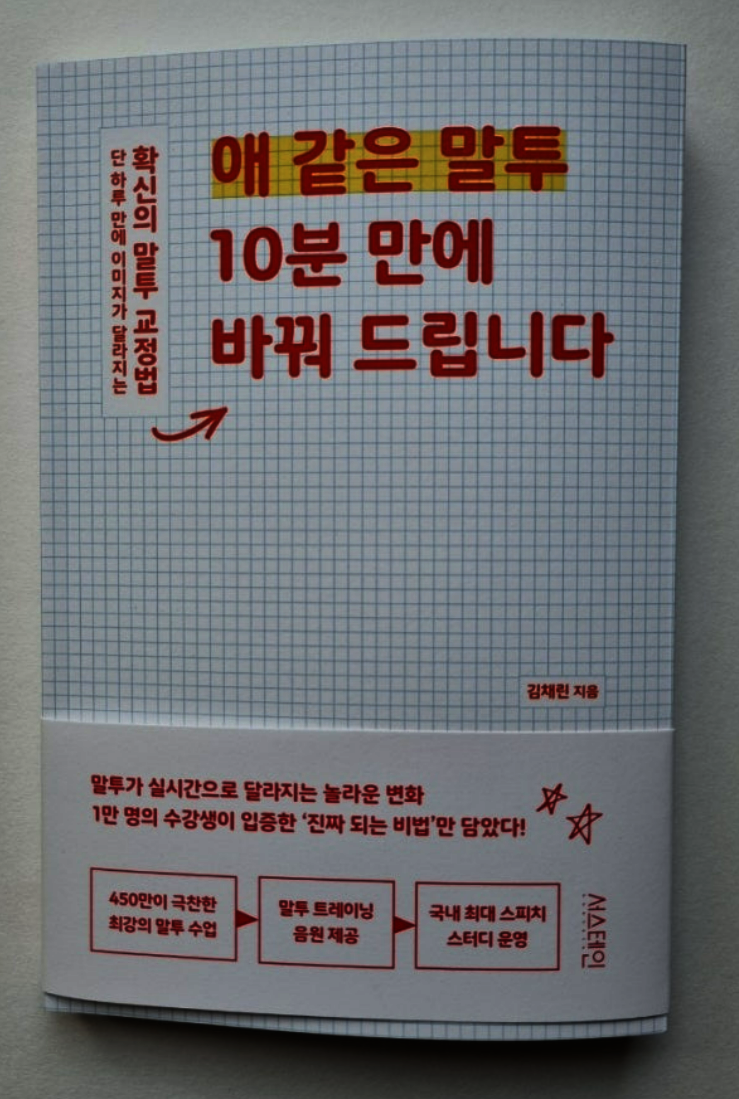 확신의 말투 교정법
단 하루 만에 이미지가 달라지는
애 같은 말투
10분 만에
바꿔 드립니다
김채린 지음
말투가 실시간으로 달라지는 놀라운 변화
1만 명의 수강생이 입증한 ‘진짜 되는 비법’만 담았다!
450만이 극찬한
최강의 말투 수업
말투 트레이닝
음원 제공
국내 최대 스피치
스터디 운영
서스테인